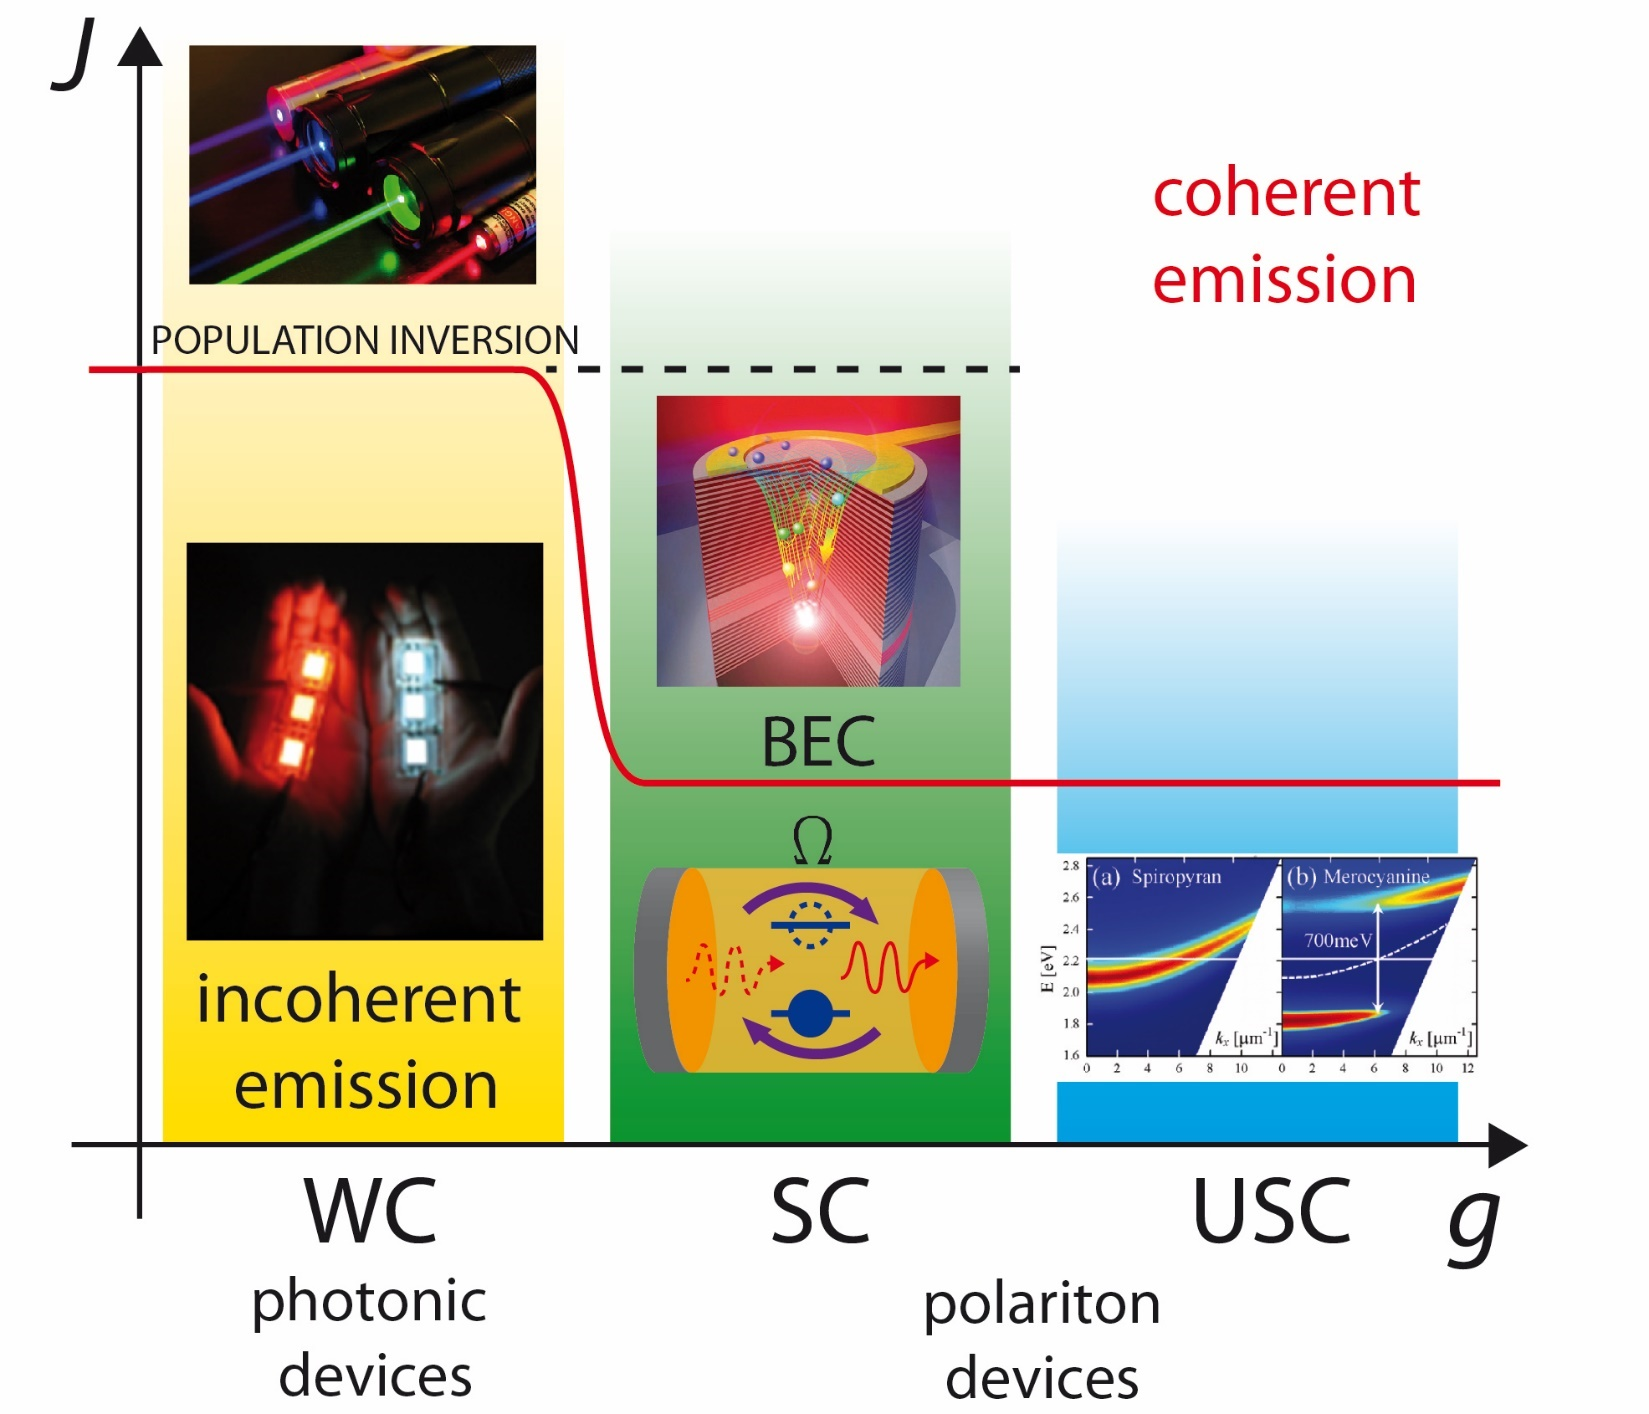 J
coherent
emission
POPULATION INVERSION
BEC
Ω
incoherent
emission
(a) Spiropyran
(b) Merocyanine
700meV
E [eV]
2.8
2.6
2.4
2.2
2.0
1.8
1.6
kx [μm-1]
kx [μm-1]
0 2 4 6 8 10
0 2 4 6 8 10 12
WC
SC
USC
g
photonic
devices
polariton
devices